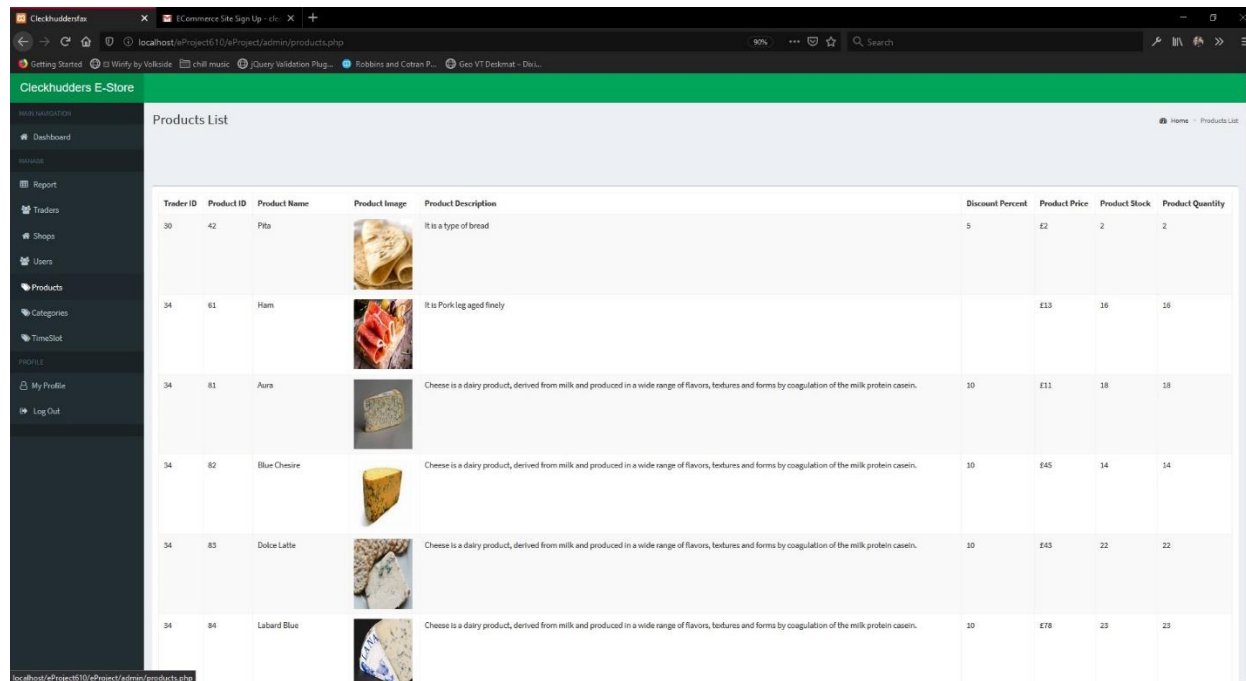 Cleckhuddersfax
ECommerce Site Sign Up - cle
localhost/eProject610/eProject/admin/products.php
90%
Search
Getting Started
Wirify by Volkside
chill music
jQuery Validation Plug...
Robbins and Cotran P...
Geo VT Deskmat – Dixi...
Cleckhudders E-Store
MAIN NAVIGATION
Dashboard
MANAGE
Report
Traders
Shops
Users
Products
Categories
TimeSlot
PROFILE
My Profile
Log Out
Products List
Home
Products List
Trader ID Product ID Product Name Product Image Product Description Discount Percent Product Price Product Stock Product Quantity
30 42 Pita It is a type of bread 5 £2 2 2
34 61 Ham It is Pork leg aged finely £13 16 16
34 81 Aura Cheese is a dairy product, derived from milk and produced in a wide range of flavors, textures and forms by coagulation of the milk protein casein. 10 £11 18 18
34 82 Blue Chesire Cheese is a dairy product, derived from milk and produced in a wide range of flavors, textures and forms by coagulation of the milk protein casein. 10 £45 14 14
34 83 Dolce Latte Cheese is a dairy product, derived from milk and produced in a wide range of flavors, textures and forms by coagulation of the milk protein casein. 10 22 22
34 84 Labard Blue Cheese is a dairy product, derived from milk and produced in a wide range of flavors, textures and forms by coagulation of the milk protein casein. 10 £78 23 23
LANA
localhost/eProject610/eProject/admin/products.php